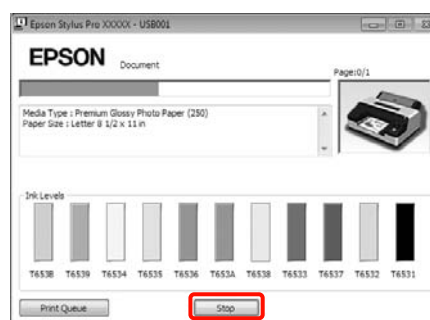 Epson Stylus Pro XXXXX - USB001
EPSON
Document
Page:0/1
Media Type : Premium Glossy Photo Paper (250)
Paper Size : Letter 8 1/2 x 11 in
Ink Levels
T653B T6539 T6534 T6535 T6536 T653A T6538 T6533 T6537 T6532 T6531
Print Queue
Stop